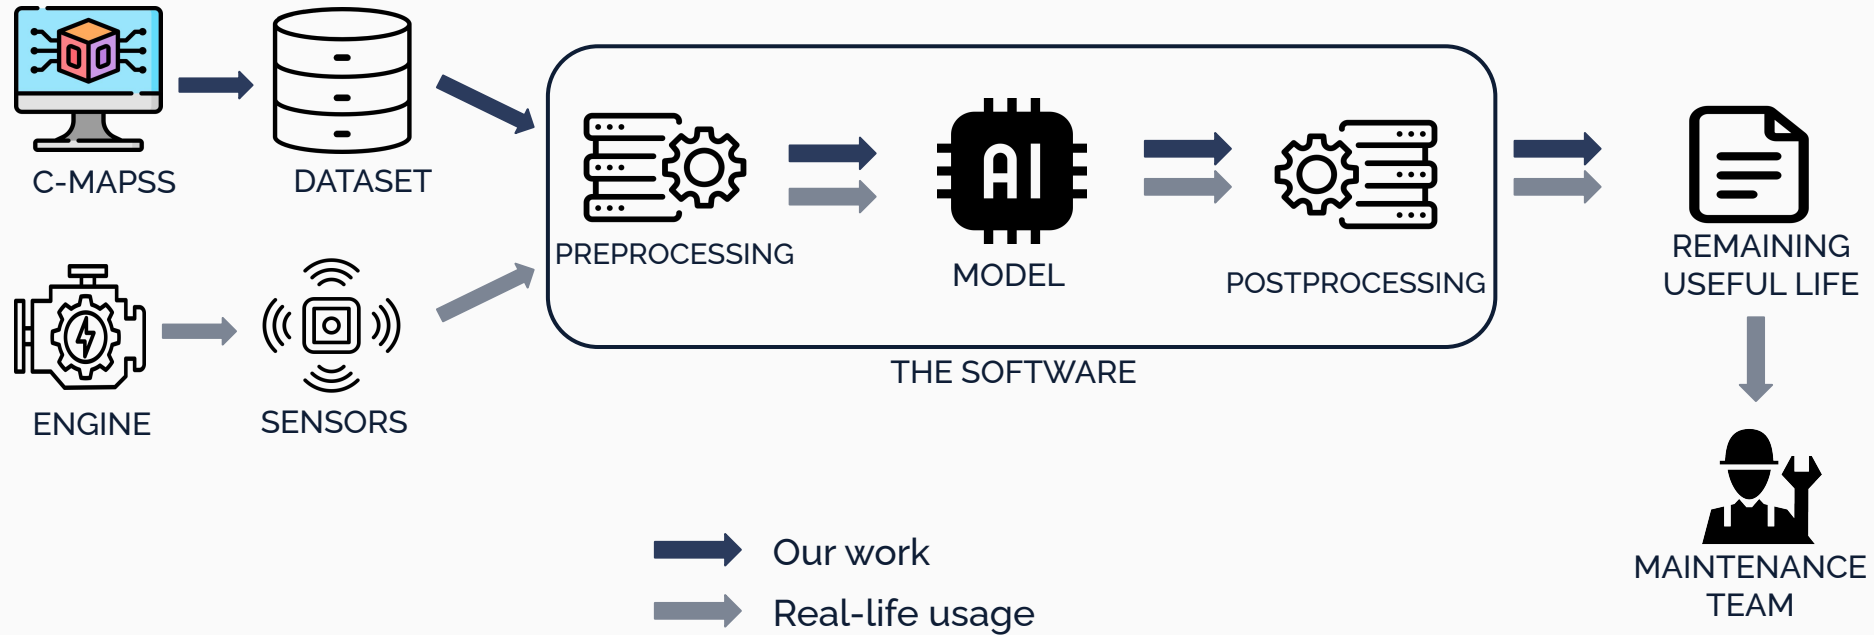 C-MAPSS
DATASET
ENGINE
SENSORS
PREPROCESSING
AI
MODEL
POSTPROCESSING
THE SOFTWARE
REMAINING
USEFUL LIFE
MAINTENANCE
TEAM
Our work
Real-life usage